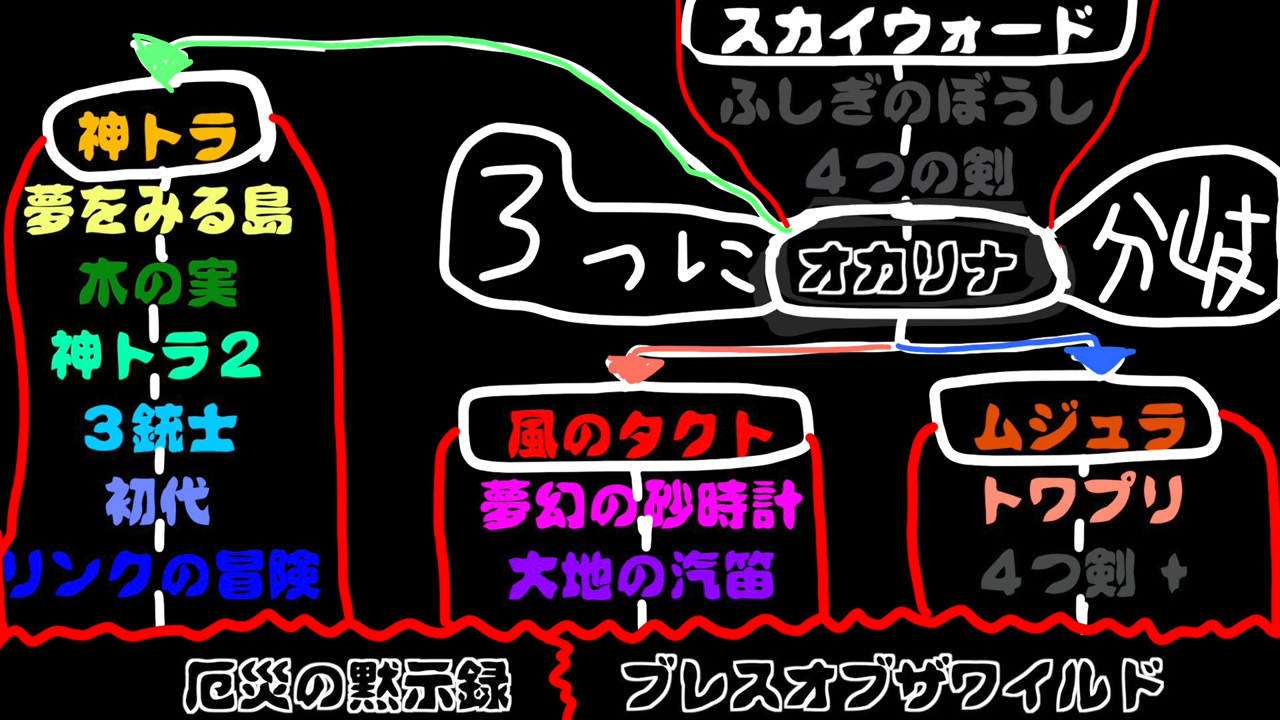 スカイウォード
ふしぎのぼうし
4つの剣
3つに
オカリナ
分岐
神トラ
夢をみる島
木の実
神トラ2
3銃士
初代
リンクの冒険
風のタクト
夢幻の砂時計
大地の汽笛
ムジュラ
トワプリ
4つ剣+
厄災の黙示録
ブレスオブザワイルド